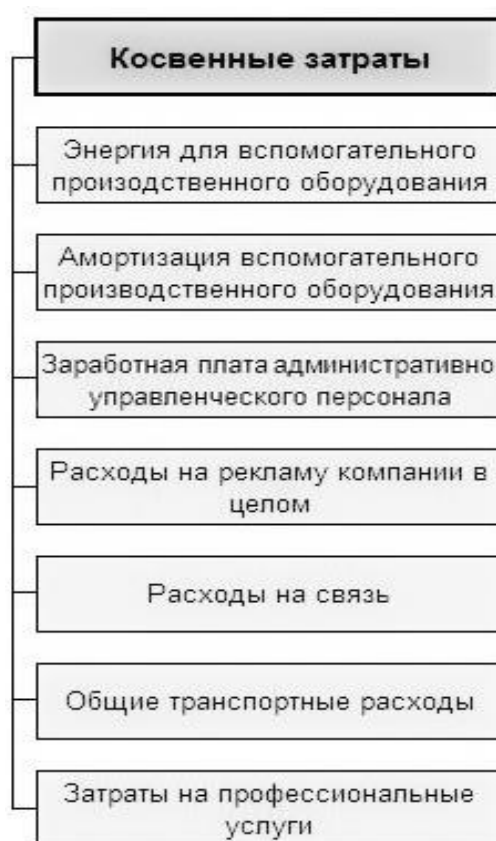 Косвенные затраты
Энергия для вспомогательного
произодственного оборудования
Амортизация вспомогательного
производственного оборудования
Заработная плата административно
управленческого персонала
Расходы на рекламу компании в
целом
Расходы на связь
Общие транспортные расходы
Затраты на профессиональные
услуги